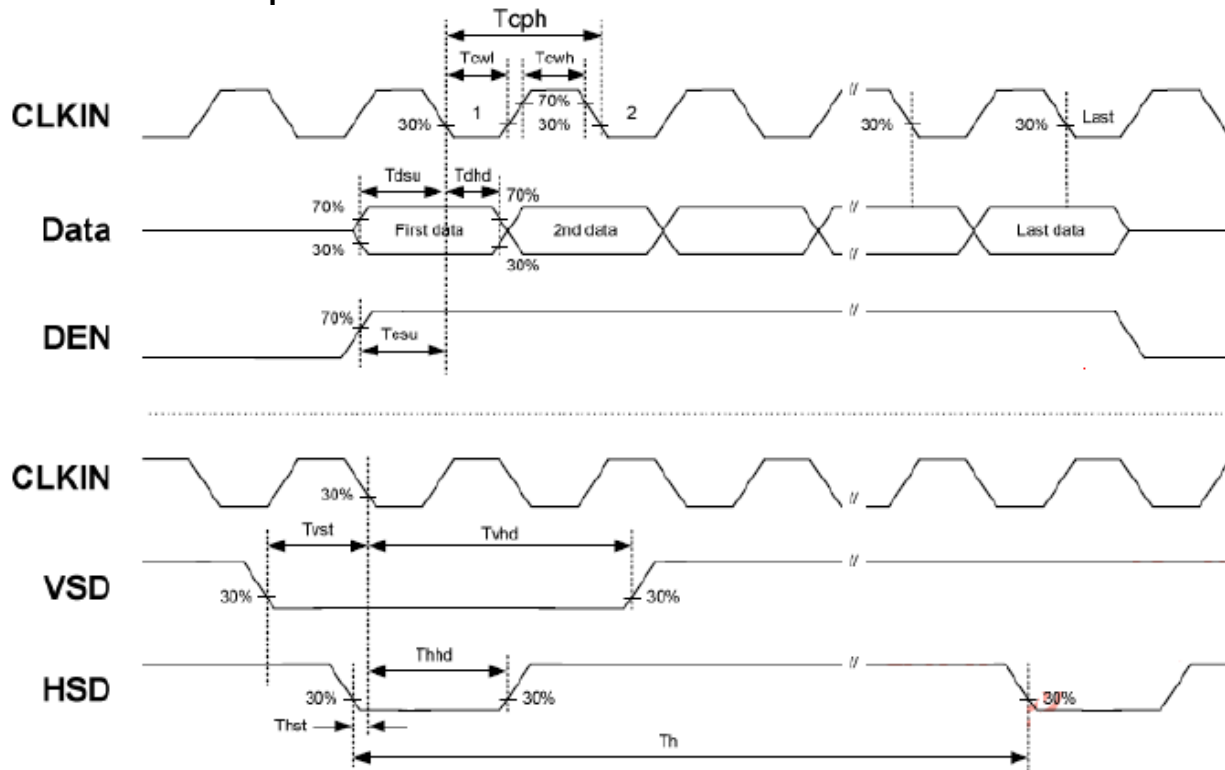 Tcph
Tcwl Tcwh
CLKIN 30% 1 70% 30% 2 // 30% 30% Last
Tdsu Tdhd
Data 70% 30% First data 70% 30% 2nd data // Last data
DEN 70% Tesu //
CLKIN 30% //
Tvst Tvhd
VSD 30% 30% //
Thhd
HSD 30% 30% // 30%
Thst
Th